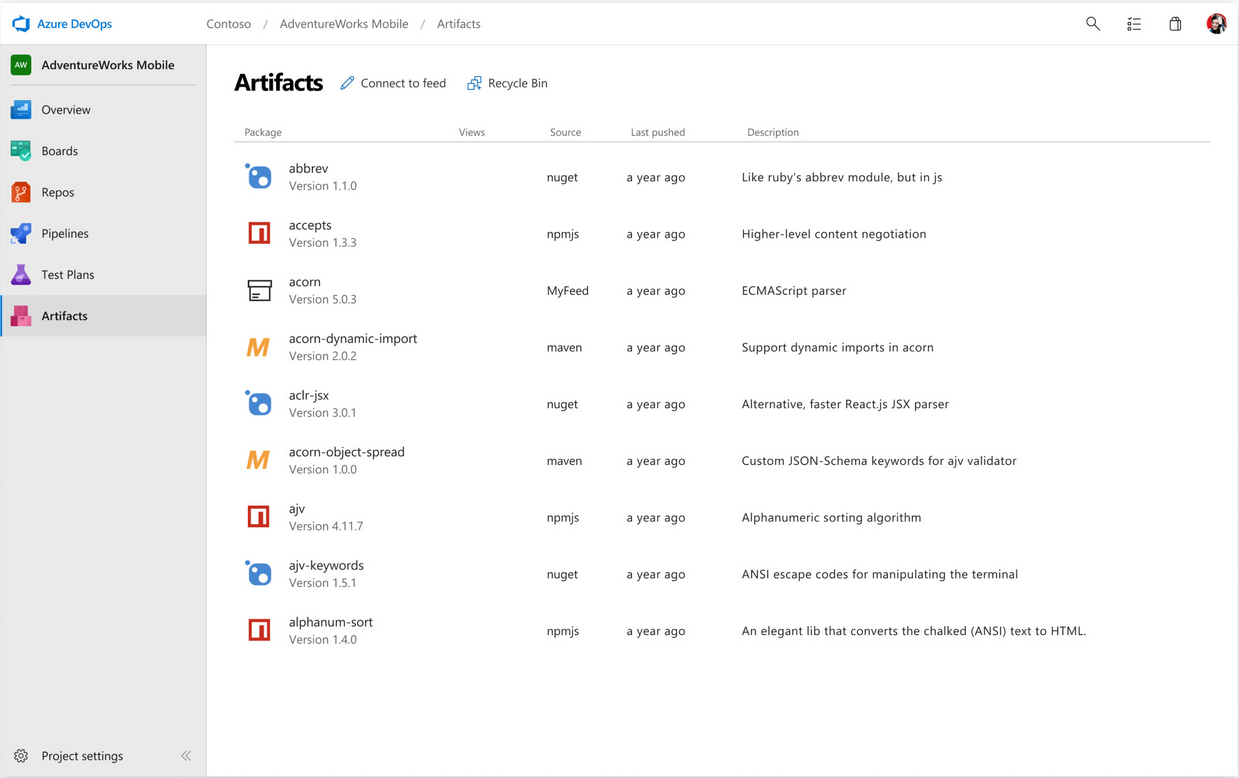 Azure DevOps Contoso / AdventureWorks Mobile / Artifacts
AW AdventureWorks Mobile
Overview
Boards
Repos
Pipelines
Test Plans
Artifacts
Project settings
Artifacts Connect to feed Recycle Bin
Package Views Source Last pushed Description
abbrev
Version 1.1.0
nuget a year ago Like ruby's abbrev module, but in js
accepts
Version 1.3.3
npmjs a year ago Higher-level content negotiation
acorn
Version 5.0.3
MyFeed a year ago ECMAScript parser
acorn-dynamic-import
Version 2.0.2
maven a year ago Support dynamic imports in acorn
aclr-jsx
Version 3.0.1
nuget a year ago Alternative, faster React.js JSX parser
acorn-object-spread
Version 1.0.0
maven a year ago Custom JSON-Schema keywords for ajv validator
ajv
Version 4.11.7
npmjs a year ago Alphanumeric sorting algorithm
ajv-keywords
Version 1.5.1
nuget a year ago ANSI escape codes for manipulating the terminal
alphanum-sort
Version 1.4.0
npmjs a year ago An elegant lib that converts the chalked (ANSI) text to HTML.